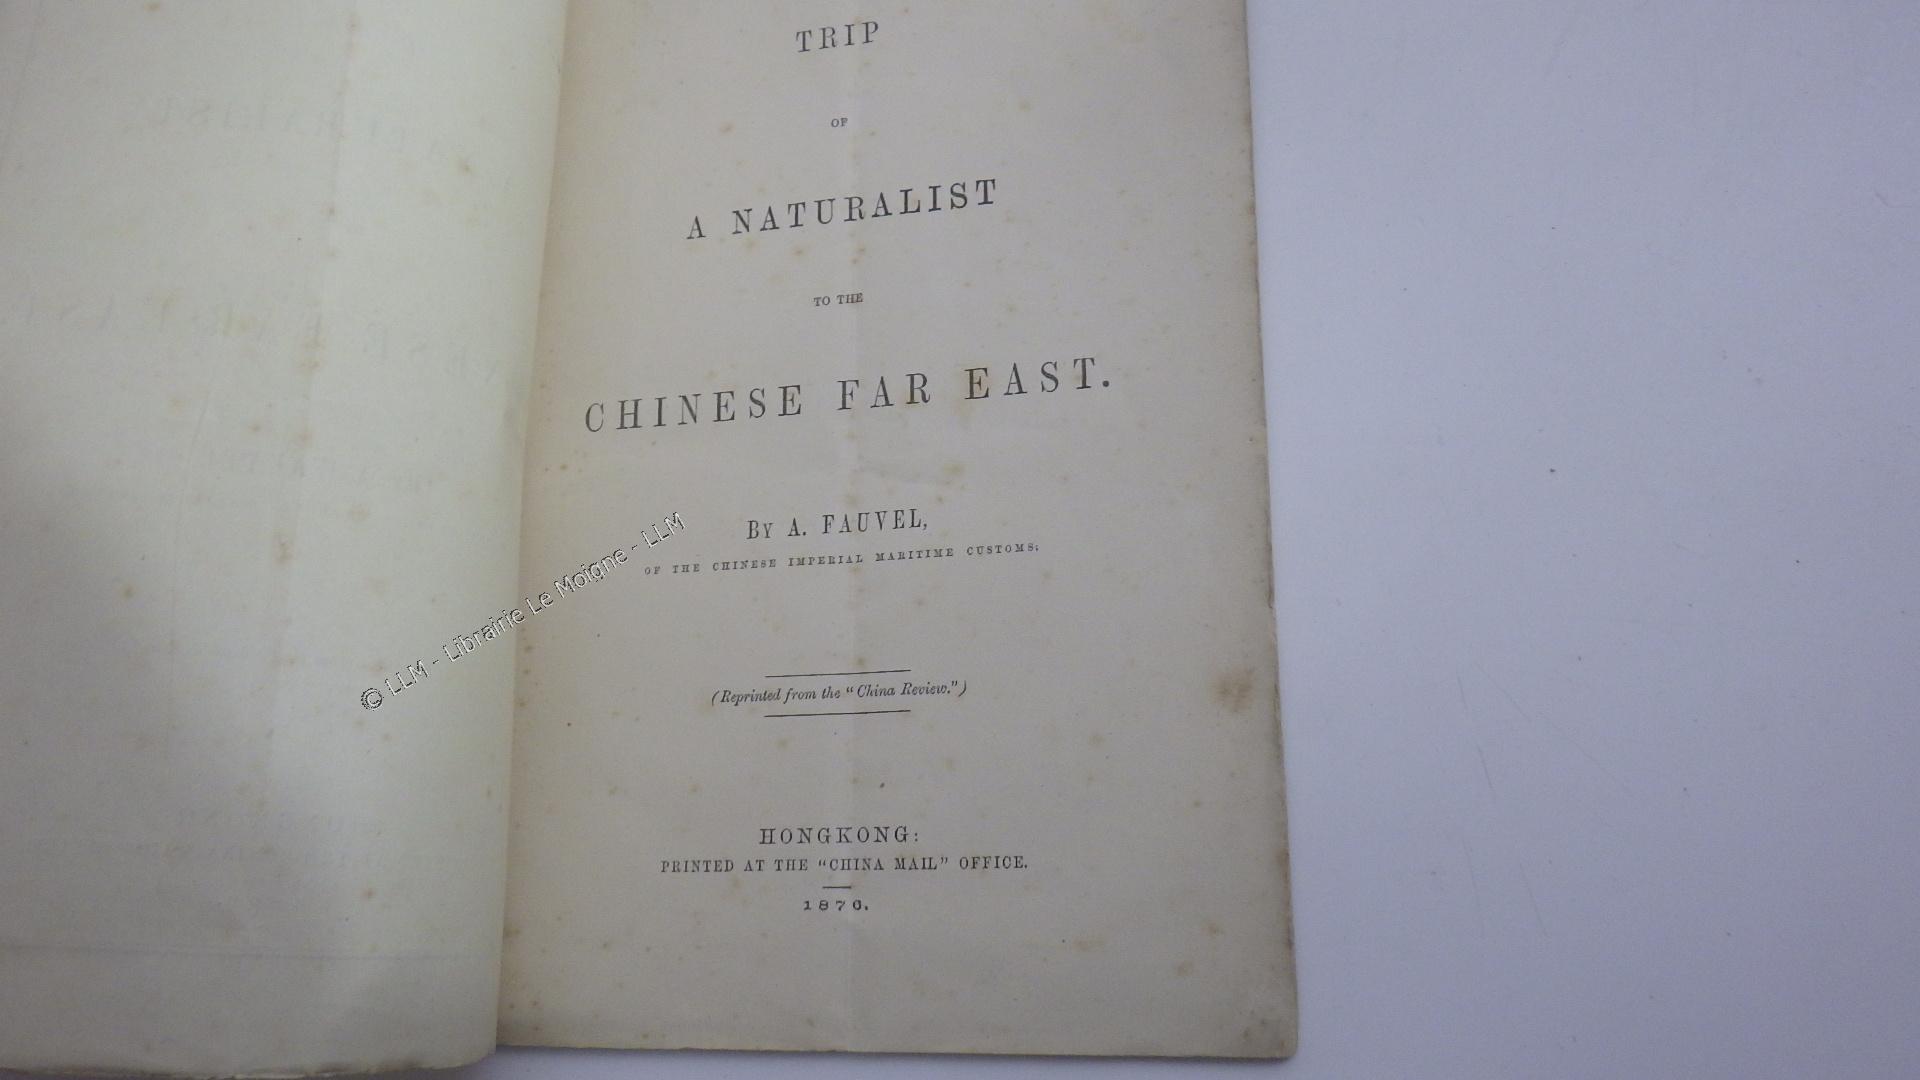 TRIP
OF
A NATURALIST
TO THE
CHINESE FAR EAST.
BY A. FAUVEL,
OF THE CHINESE IMPERIAL MARITIME CUSTOMS;
(Reprinted from the "China Review.")
HONGKONG:
PRINTED AT THE "CHINA MAIL" OFFICE.
1876.
© LLM - Librairie Le Moigne - LLM